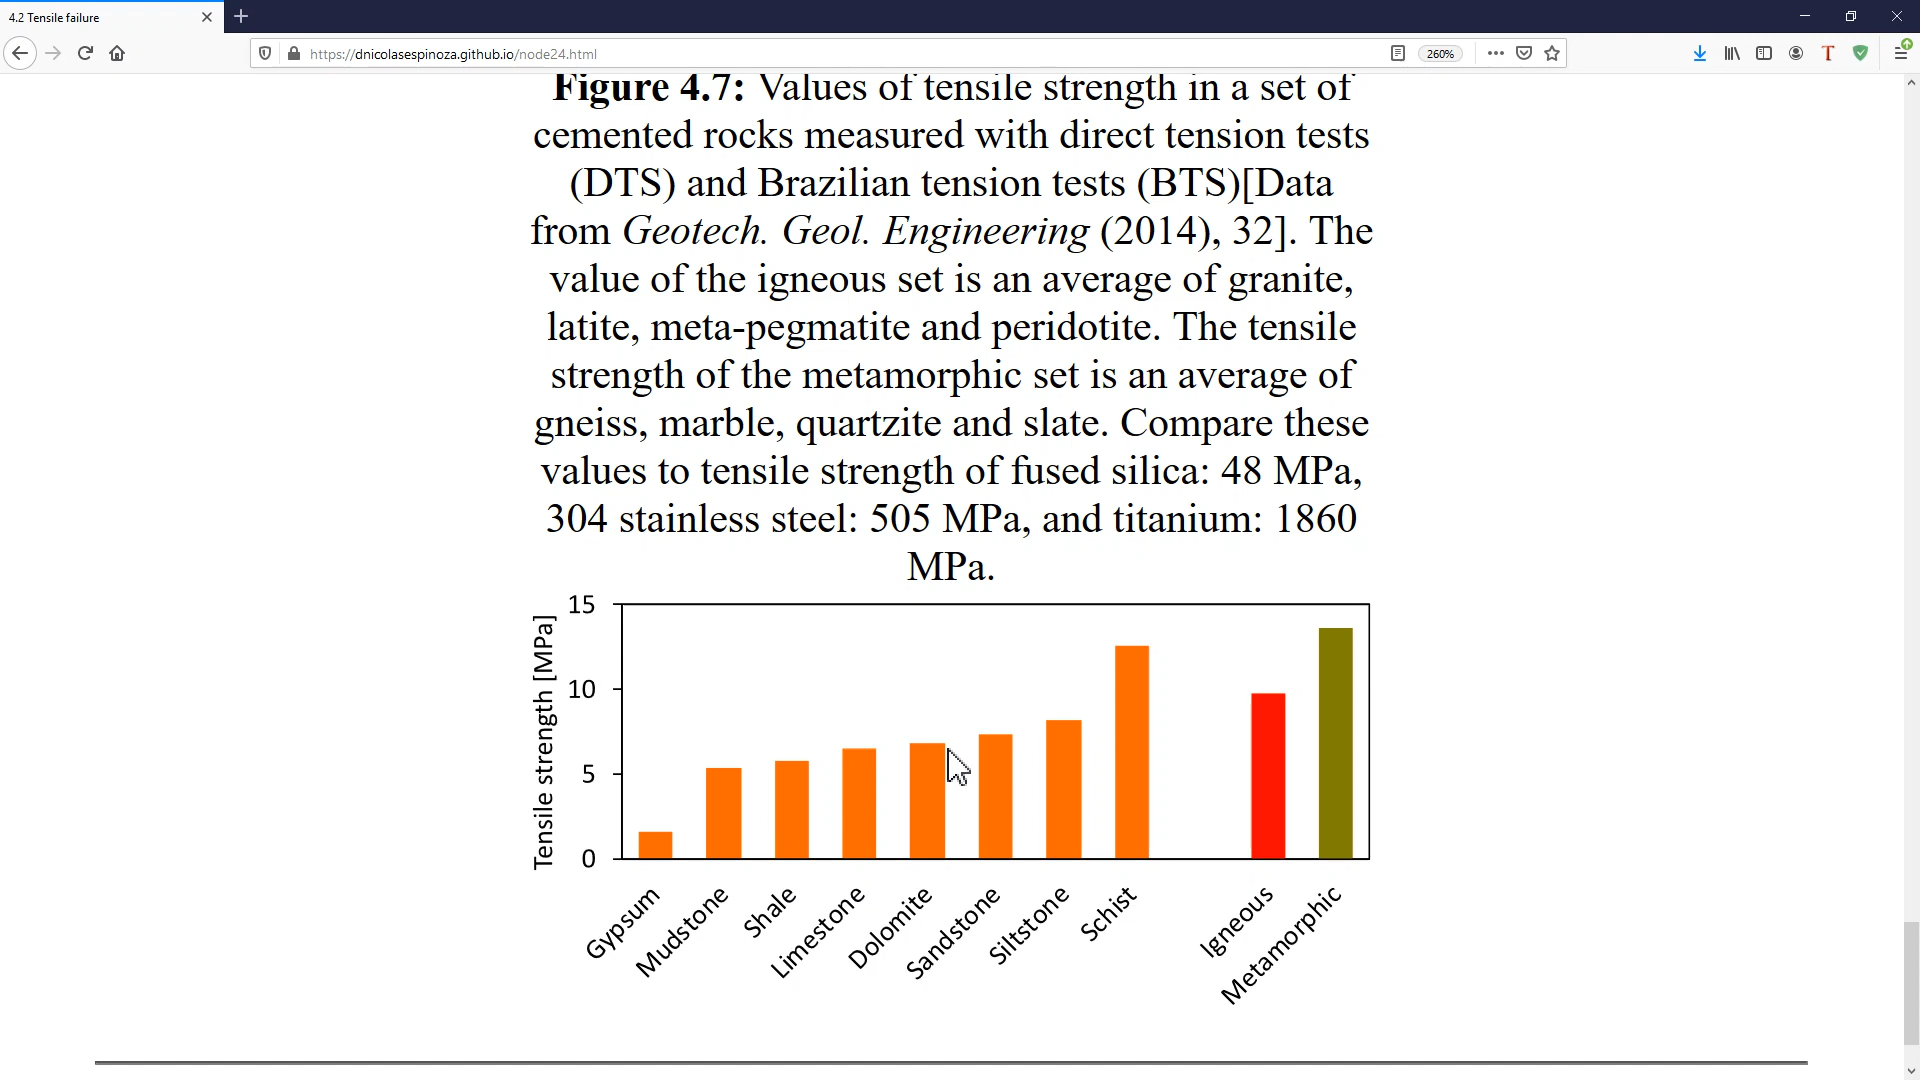 4.2 Tensile failure
https://dnicolasespinoza.github.io/node24.html
260%
Figure 4.7: Values of tensile strength in a set of
cemented rocks measured with direct tension tests
(DTS) and Brazilian tension tests (BTS)[Data
from Geotech. Geol. Engineering (2014), 32]. The
value of the igneous set is an average of granite,
latite, meta-pegmatite and peridotite. The tensile
strength of the metamorphic set is an average of
gneiss, marble, quartzite and slate. Compare these
values to tensile strength of fused silica: 48 MPa,
304 stainless steel: 505 MPa, and titanium: 1860
MPa.
Tensile strength [MPa]
15
10
5
0
Gypsum
Mudstone
Shale
Limestone
Dolomite
Sandstone
Siltstone
Schist
Igneous
Metamorphic